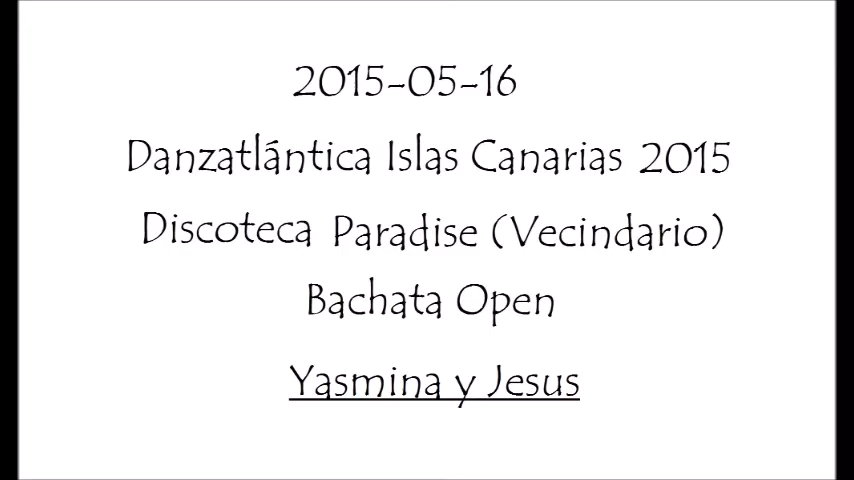 2015-05-16
Danzatlántica Islas Canarias 2015
Discoteca Paradise (Vecindario)
Bachata Open
Yasmina y Jesus